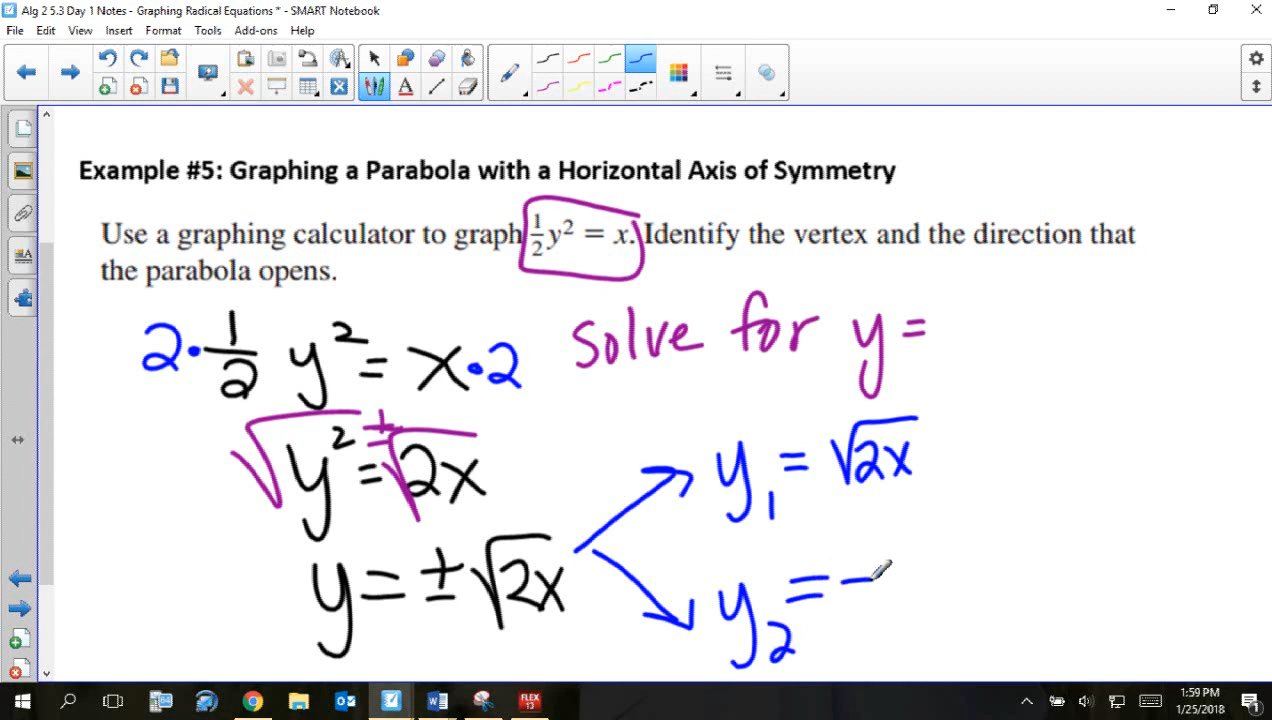 Alg 2 5.3 Day 1 Notes - Graphing Radical Equations * - SMART Notebook
File Edit View Insert Format Tools Add-ons Help
Example #5: Graphing a Parabola with a Horizontal Axis of Symmetry
Use a graphing calculator to graph ½y² = x. Identify the vertex and the direction that
the parabola opens.
2 · ½ y² = x · 2
solve for y =
√y² = ±√2x
y = ±√2x
y₁ = √2x
y₂ = −
FLEX
13
1:59 PM
1/25/2018
1